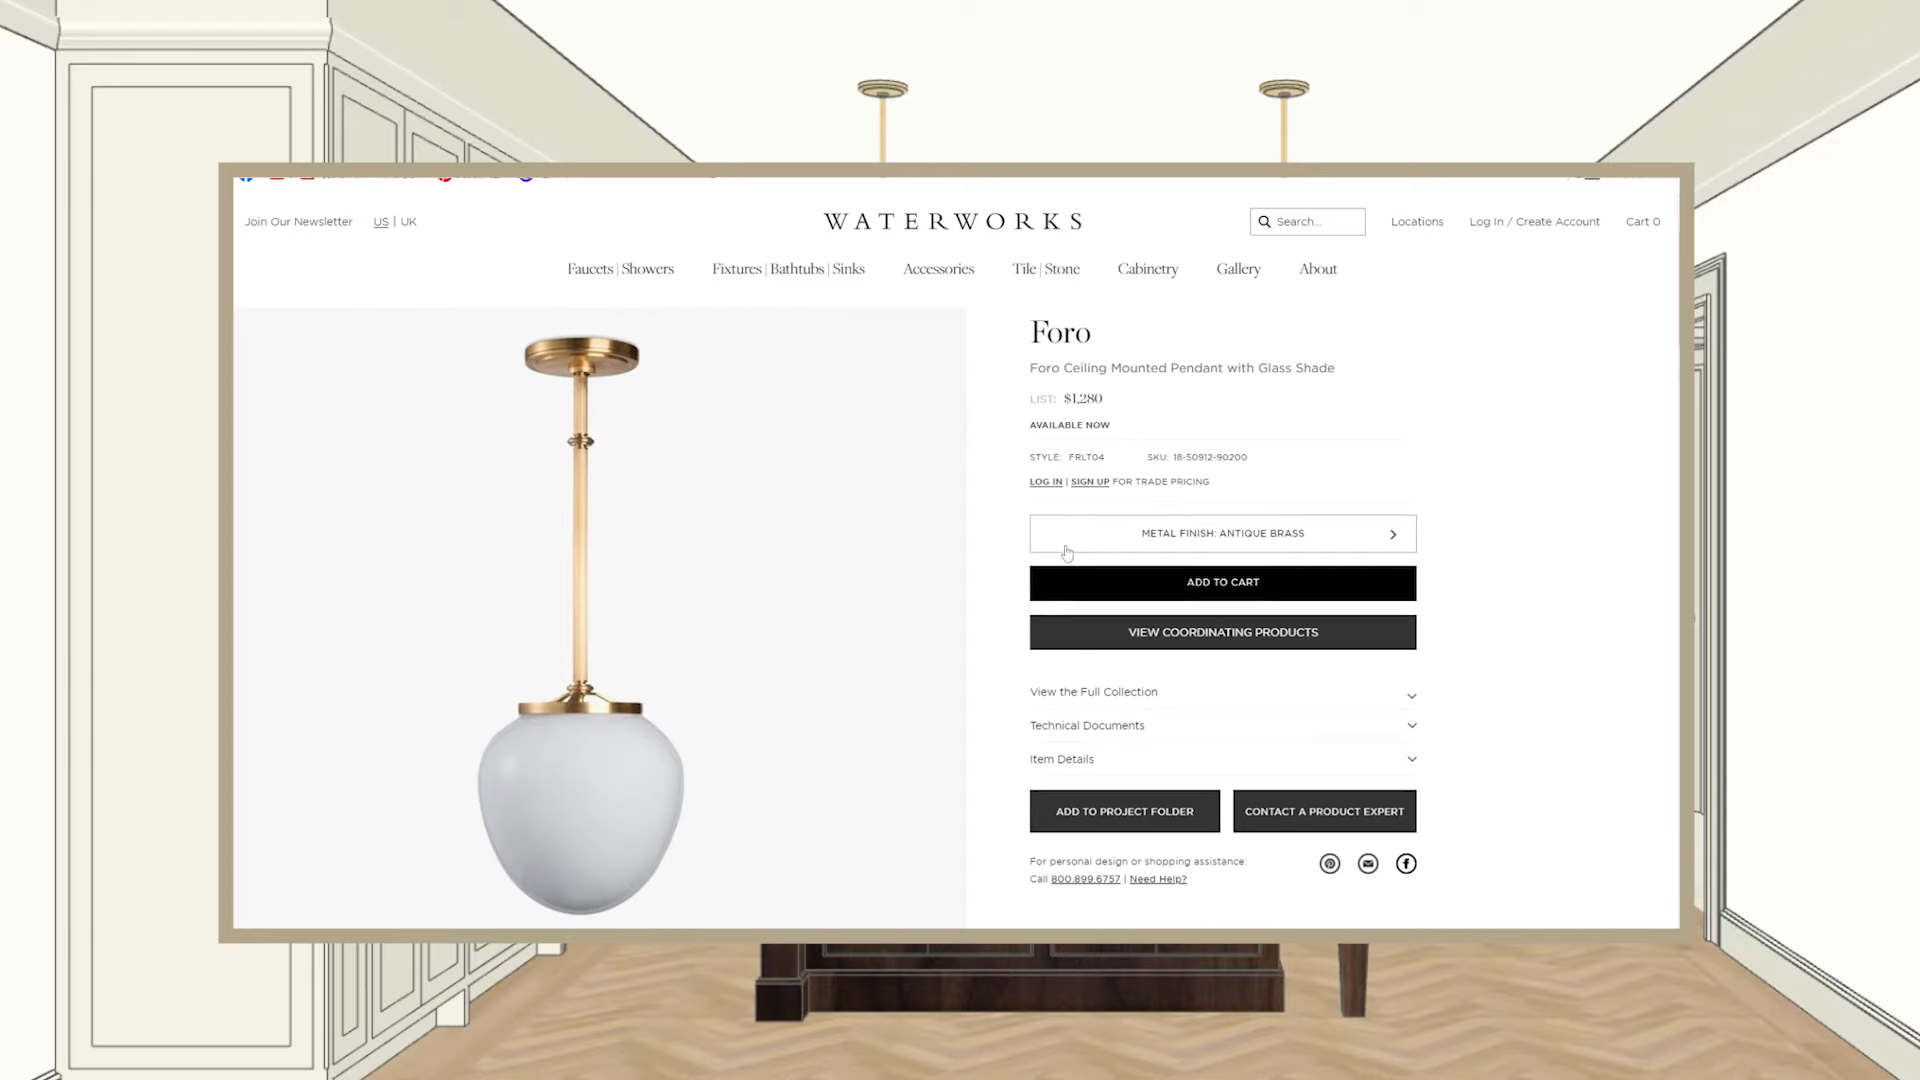 Join Our Newsletter
US | UK
WATERWORKS
Search...
Locations
Log In / Create Account
Cart 0
Faucets | Showers
Fixtures | Bathtubs | Sinks
Accessories
Tile | Stone
Cabinetry
Gallery
About
Foro
Foro Ceiling Mounted Pendant with Glass Shade
LIST: $1,280
AVAILABLE NOW
STYLE: FRLT04 SKU: 18-50912-90200
LOG IN | SIGN UP FOR TRADE PRICING
METAL FINISH: ANTIQUE BRASS
ADD TO CART
VIEW COORDINATING PRODUCTS
View the Full Collection
Technical Documents
Item Details
ADD TO PROJECT FOLDER
CONTACT A PRODUCT EXPERT
For personal design or shopping assistance:
Call 800.899.6757 | Need Help?